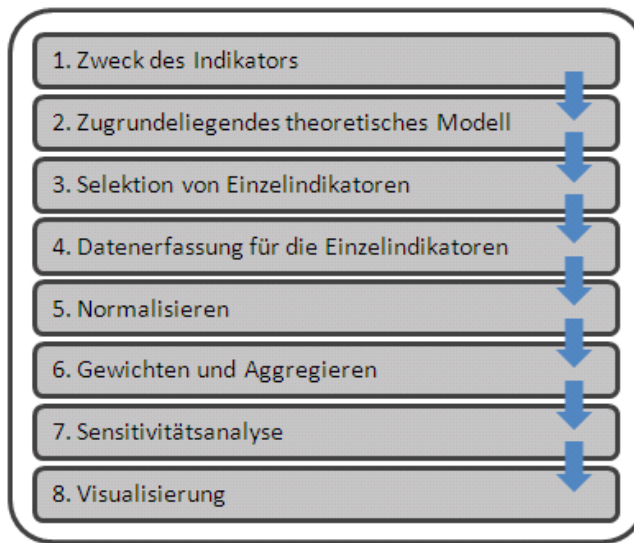 1. Zweck des Indikators
2. Zugrundeliegendes theoretisches Modell
3. Selektion von Einzelindikatoren
4. Datenerfassung für die Einzelindikatoren
5. Normalisieren
6. Gewichten und Aggregieren
7. Sensitivitätsanalyse
8. Visualisierung